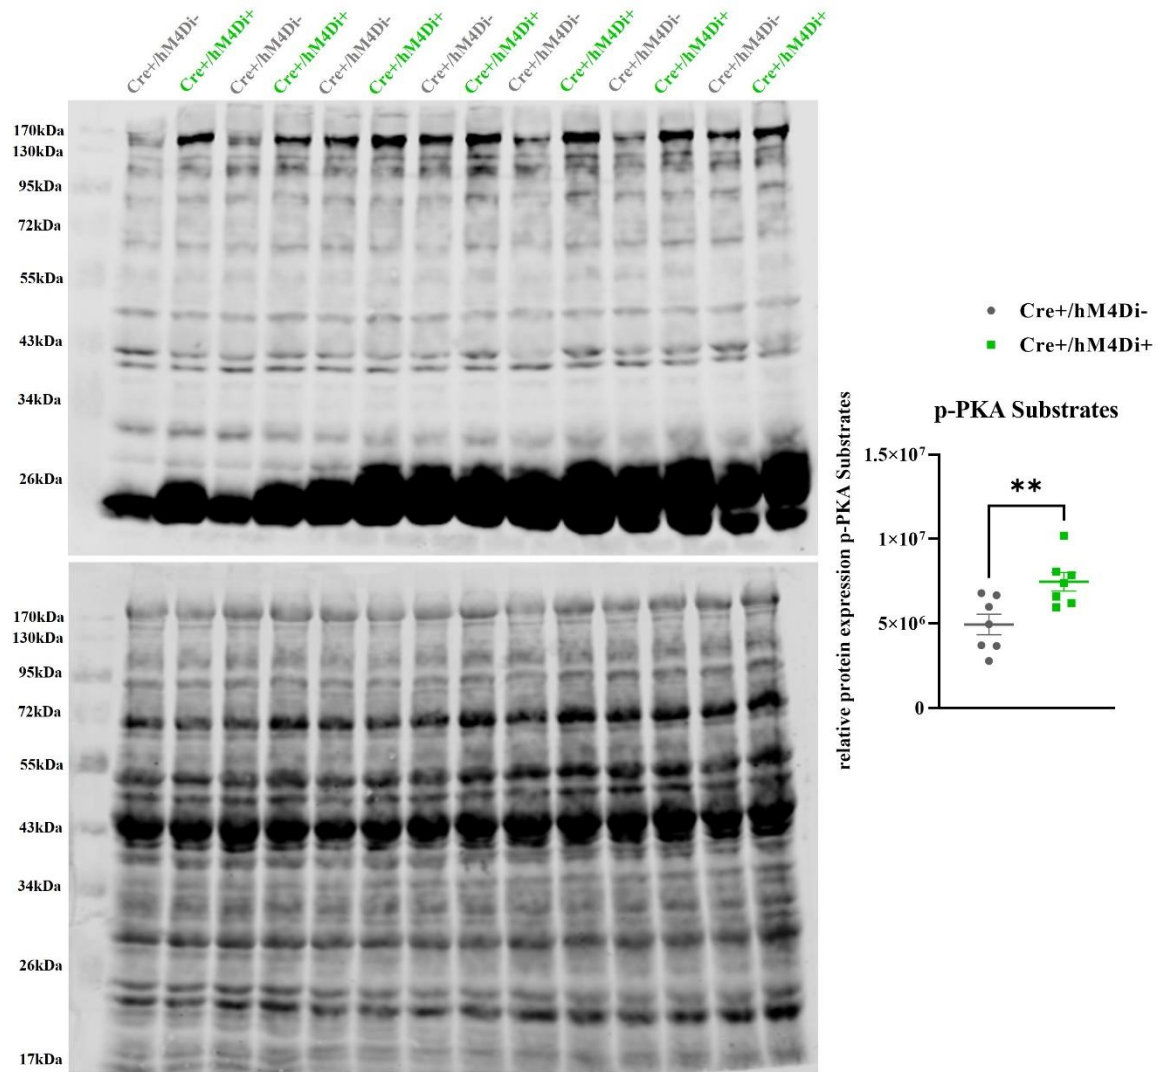 Cre+/hM4Di-
Cre+/hM4Di+
Cre+/hM4Di-
Cre+/hM4Di+
Cre+/hM4Di-
Cre+/hM4Di+
Cre+/hM4Di-
Cre+/hM4Di+
Cre+/hM4Di-
Cre+/hM4Di+
Cre+/hM4Di-
Cre+/hM4Di+
Cre+/hM4Di-
Cre+/hM4Di+
170kDa
130kDa
95kDa
72kDa
55kDa
43kDa
34kDa
26kDa
170kDa
130kDa
95kDa
72kDa
55kDa
43kDa
34kDa
26kDa
17kDa
Cre+/hM4Di-
Cre+/hM4Di+
p-PKA Substrates
relative protein expression p-PKA Substrates
1.5×10⁷
1×10⁷
5×10⁶
0
**